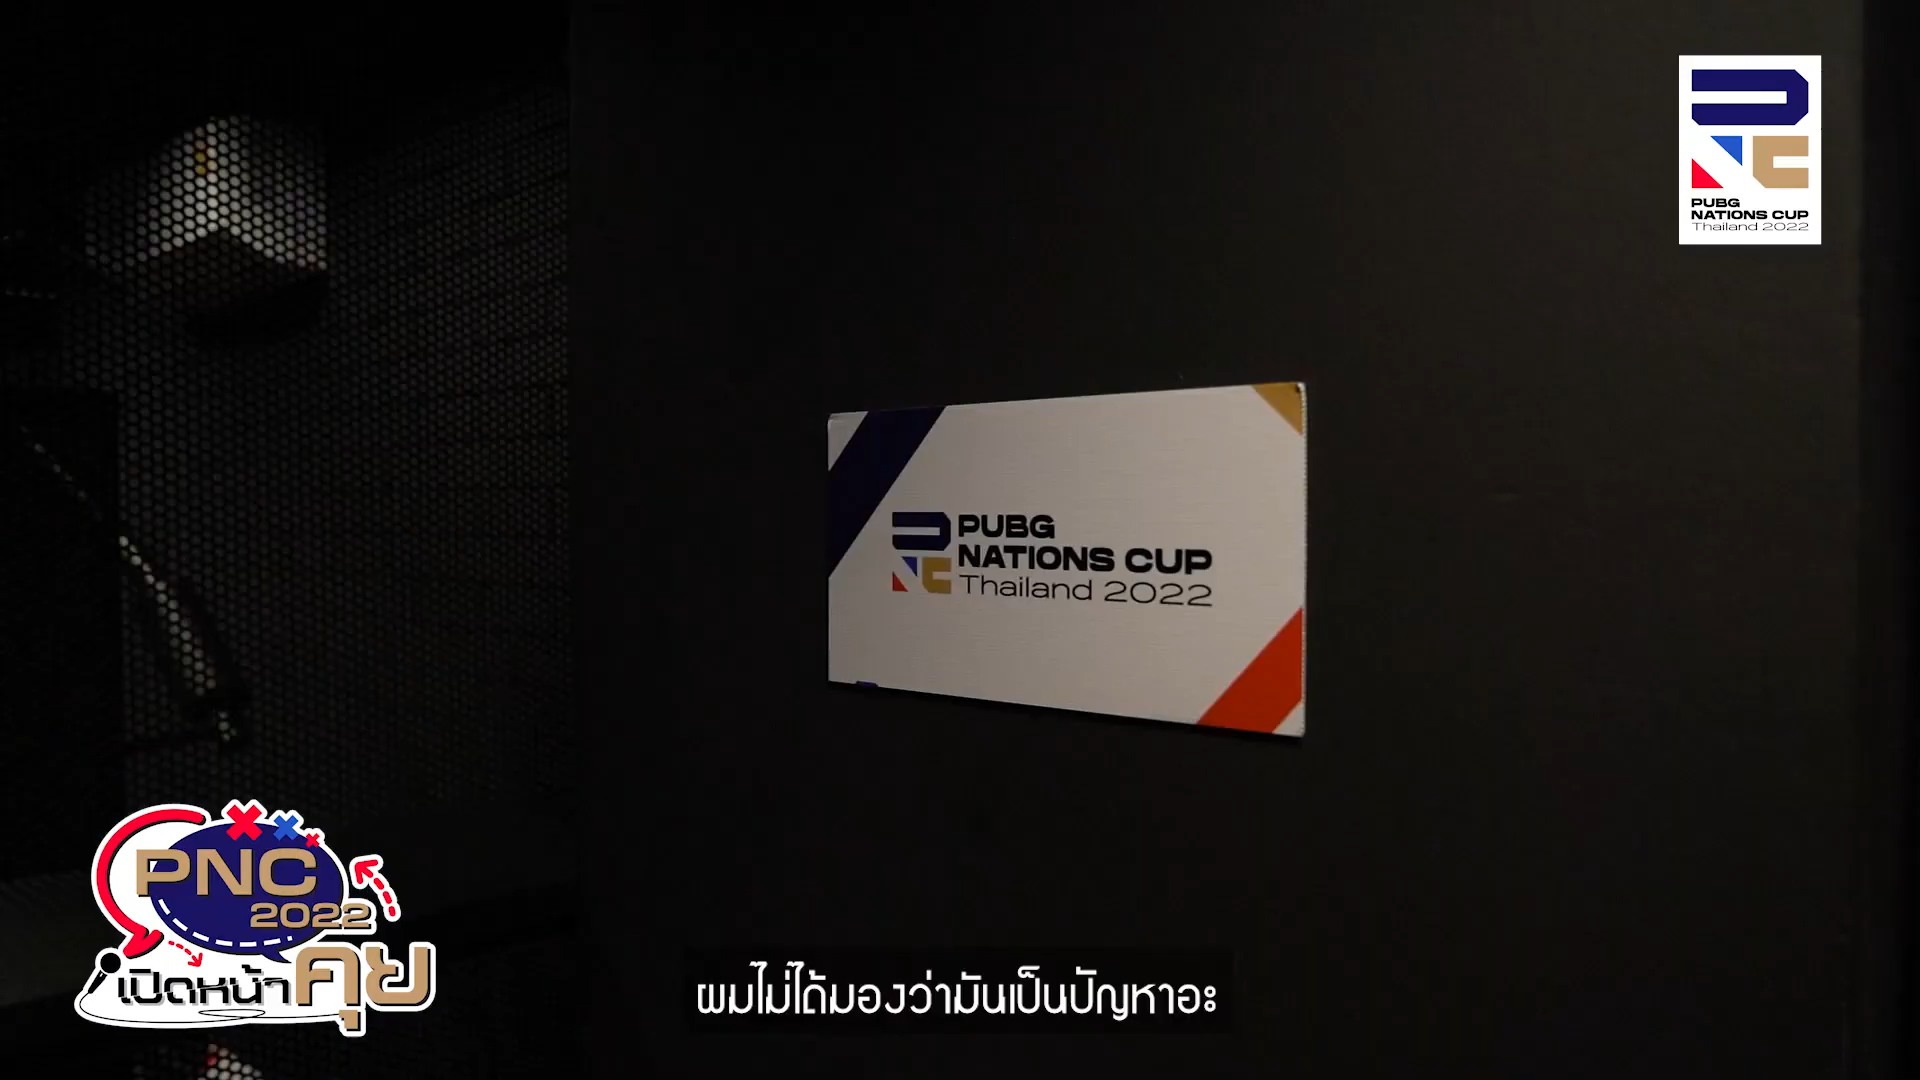 PUBG
NATIONS CUP
Thailand 2022
PUBG
NATIONS CUP
Thailand 2022
PNC
2022
เปิดหน้าคุย
ผมไม่ได้มองว่ามันเป็นปัญหาอะ